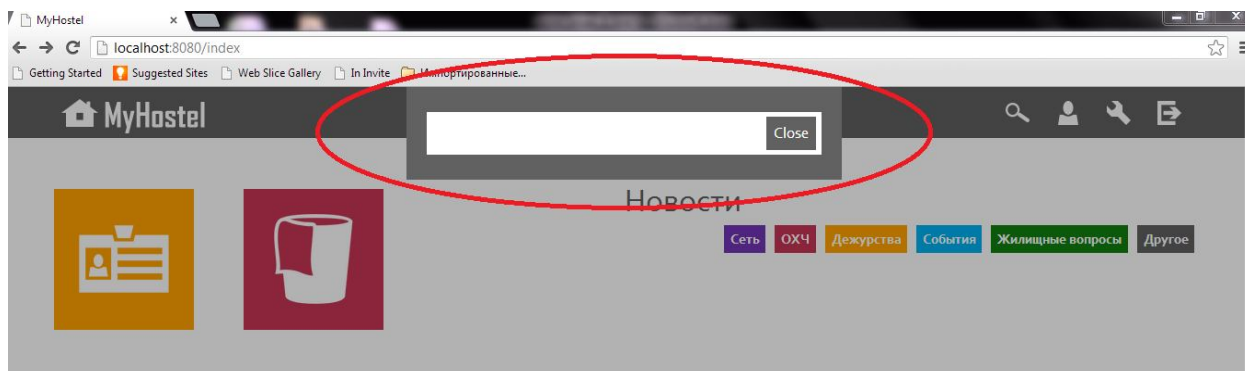 MyHostel
localhost:8080/index
Getting Started Suggested Sites Web Slice Gallery In Invite Импортированные...
MyHostel
Close
Новости
Сеть ОХЧ Дежурства События Жилищные вопросы Другое